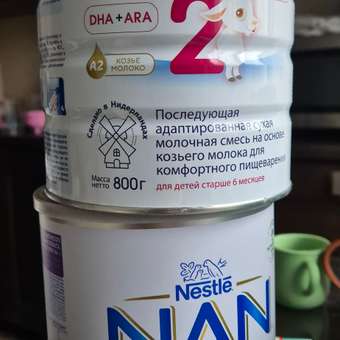 DHA+ARA
2
A2
КОЗЬЕ
МОЛОКО
Сделано в Нидерландах
Последующая
адаптированная сухая
молочная смесь на основе
козьего молока для
комфортного пищеварения
Масса
нетто
800г
для детей старше 6 месяцев
Nestlé
NAN